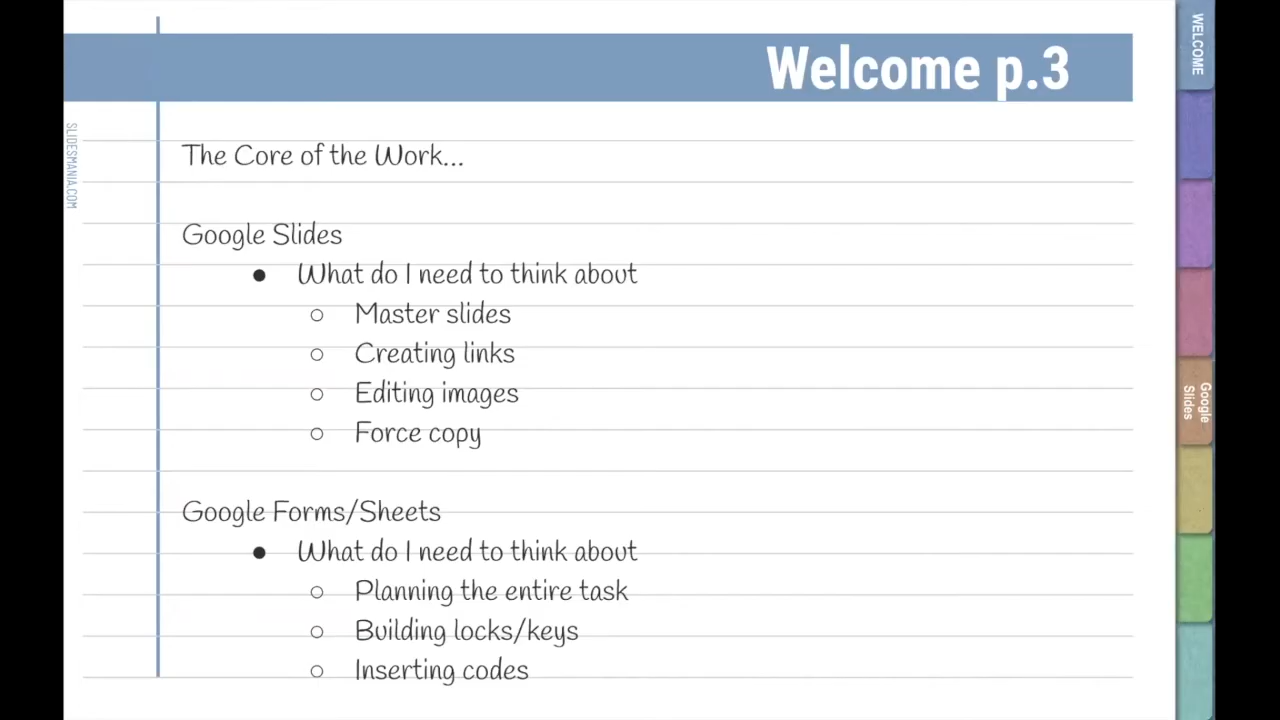 Welcome p.3
WELCOME
SLIDESMANIA.COM
The Core of the Work...
Google Slides
● What do I need to think about
○ Master slides
○ Creating links
○ Editing images
○ Force copy
Google
Slides
Google Forms/Sheets
● What do I need to think about
○ Planning the entire task
○ Building locks/keys
○ Inserting codes